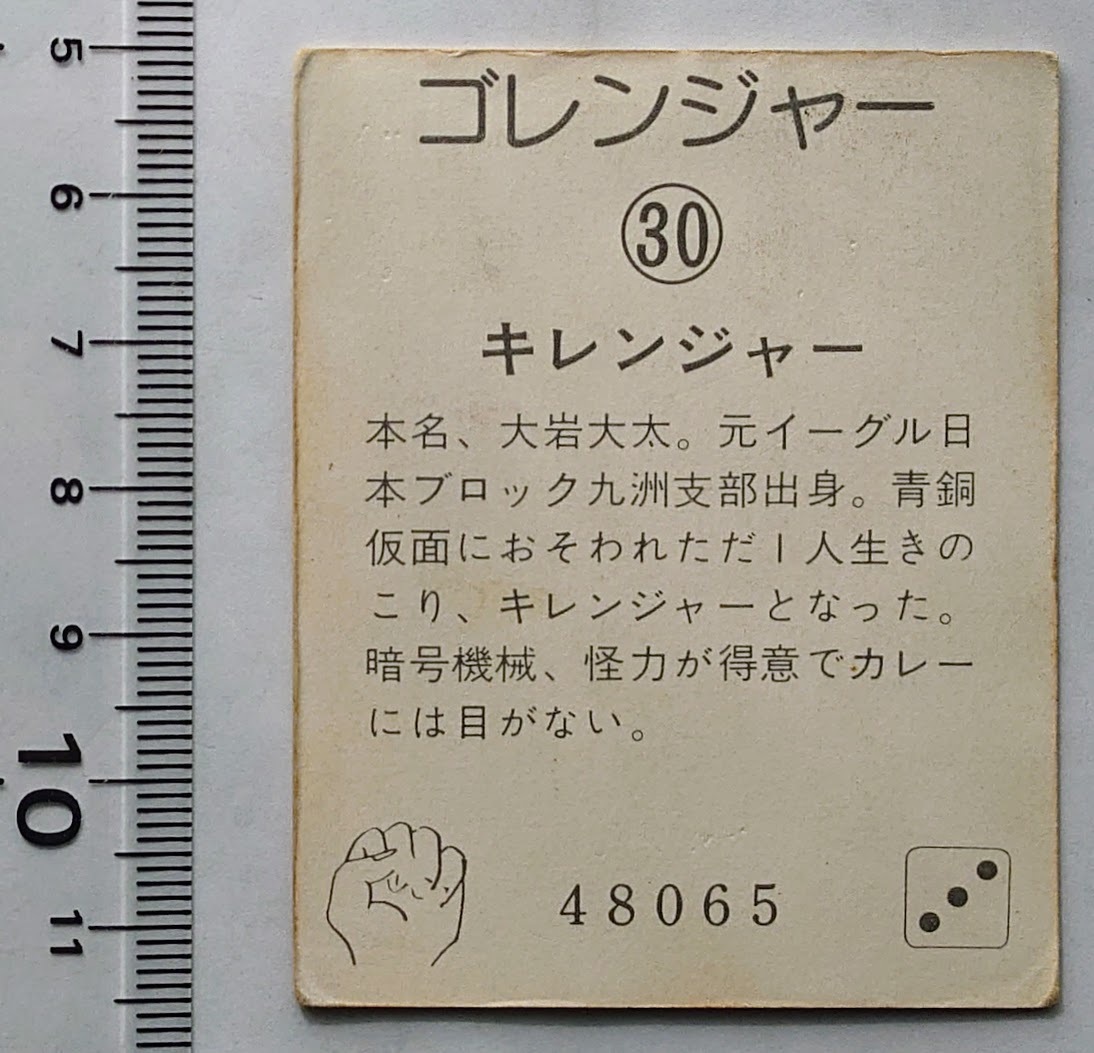 ゴレンジャー
㉚
キレンジャー
本名、大岩大太。元イーグル日
本ブロック九洲支部出身。青銅
仮面におそわれただ1人生きの
こり、キレンジャーとなった。
暗号機械、怪力が得意でカレー
には目がない。
48065
5
6
7
8
9
10
11